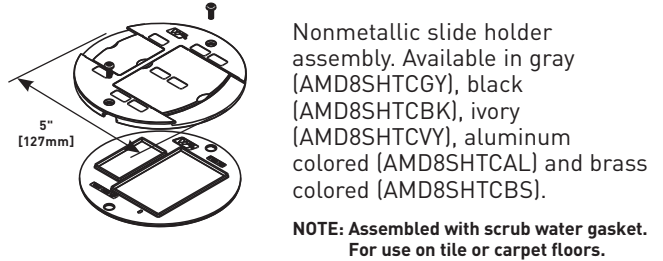 5"
[127mm]
Nonmetallic slide holder
assembly. Available in gray
(AMD8SHTCGY), black
(AMD8SHTCBK), ivory
(AMD8SHTCVY), aluminum
colored (AMD8SHTCAL) and brass
colored (AMD8SHTCBS).
NOTE: Assembled with scrub water gasket.
For use on tile or carpet floors.